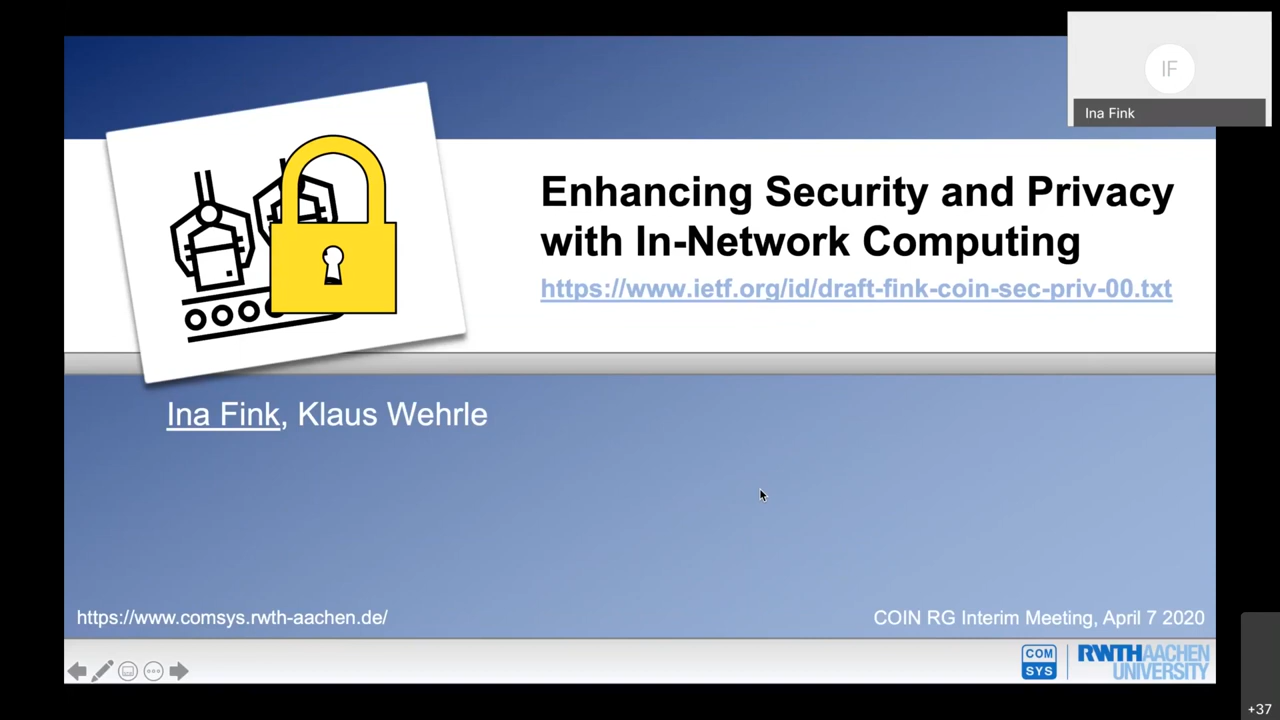 IF
Ina Fink
Enhancing Security and Privacy
with In-Network Computing
https://www.ietf.org/id/draft-fink-coin-sec-priv-00.txt
Ina Fink, Klaus Wehrle
https://www.comsys.rwth-aachen.de/
COIN RG Interim Meeting, April 7 2020
COM
SYS
RWTHAACHEN
UNIVERSITY
+37